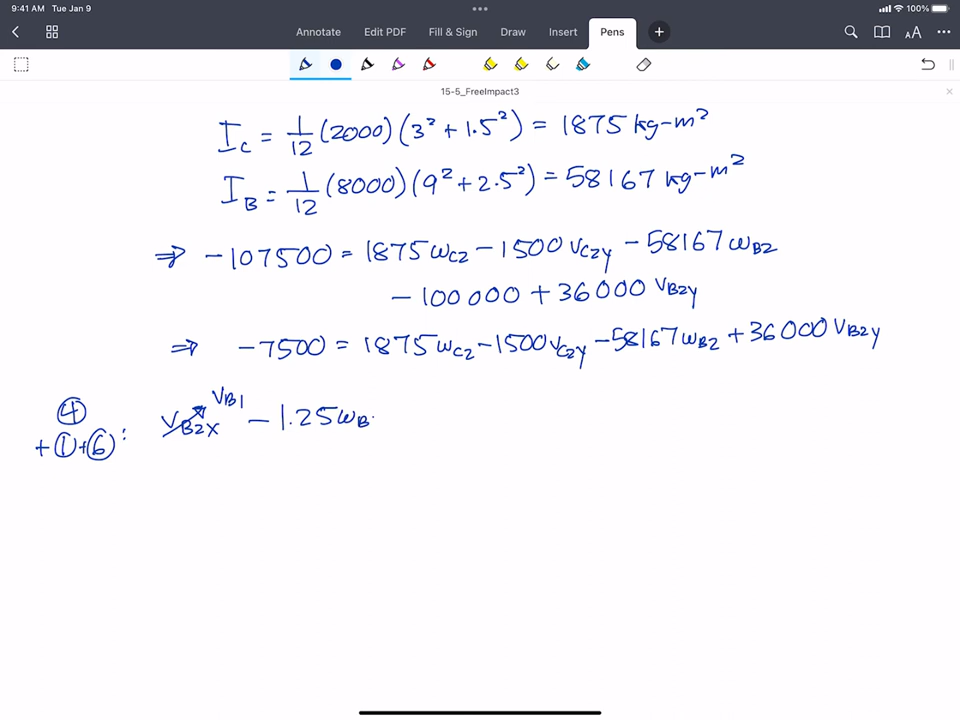 9:41 AM Tue Jan 9
100%
Annotate Edit PDF Fill & Sign Draw Insert Pens
AA
15-5_FreeImpact3
I_C = 1/12 (2000)(3² + 1.5²) = 1875 kg-m²
I_B = 1/12 (8000)(9² + 2.5²) = 58167 kg-m²
⇒ -107500 = 1875 ω_C2 - 1500 V_C2y - 58167 ω_B2
- 100000 + 36000 V_B2y
⇒ -7500 = 1875 ω_C2 - 1500 V_C2y - 58167 ω_B2 + 36000 V_B2y
V_B1
④ V_B2x - 1.25 ω_B
+①+⑥: